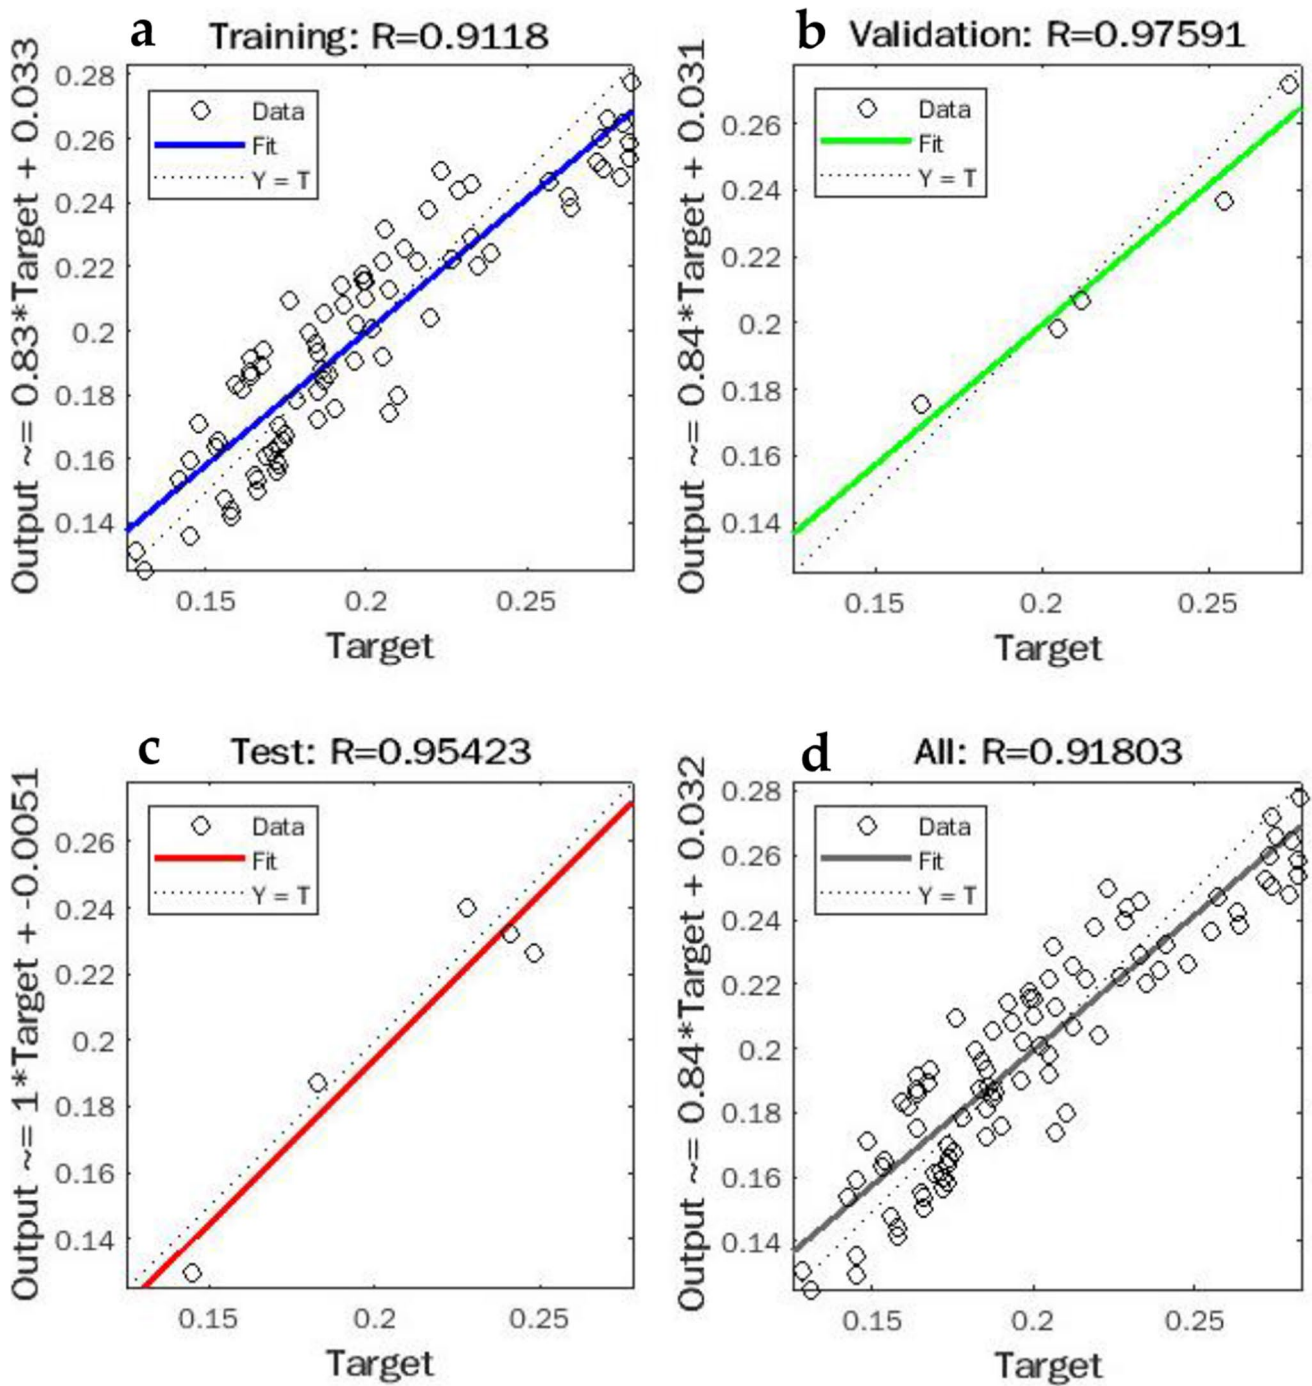 a Training: R=0.9118
Output ~= 0.83*Target + 0.033
0.28
0.26
0.24
0.22
0.2
0.18
0.16
0.14
Data
Fit
Y = T
0.15 0.2 0.25
Target
b Validation: R=0.97591
Output ~= 0.84*Target + 0.031
0.26
0.24
0.22
0.2
0.18
0.16
0.14
Data
Fit
Y = T
0.15 0.2 0.25
Target
c Test: R=0.95423
Output ~= 1*Target + -0.0051
0.26
0.24
0.22
0.2
0.18
0.16
0.14
Data
Fit
Y = T
0.15 0.2 0.25
Target
d All: R=0.91803
Output ~= 0.84*Target + 0.032
0.28
0.26
0.24
0.22
0.2
0.18
0.16
0.14
Data
Fit
Y = T
0.15 0.2 0.25
Target